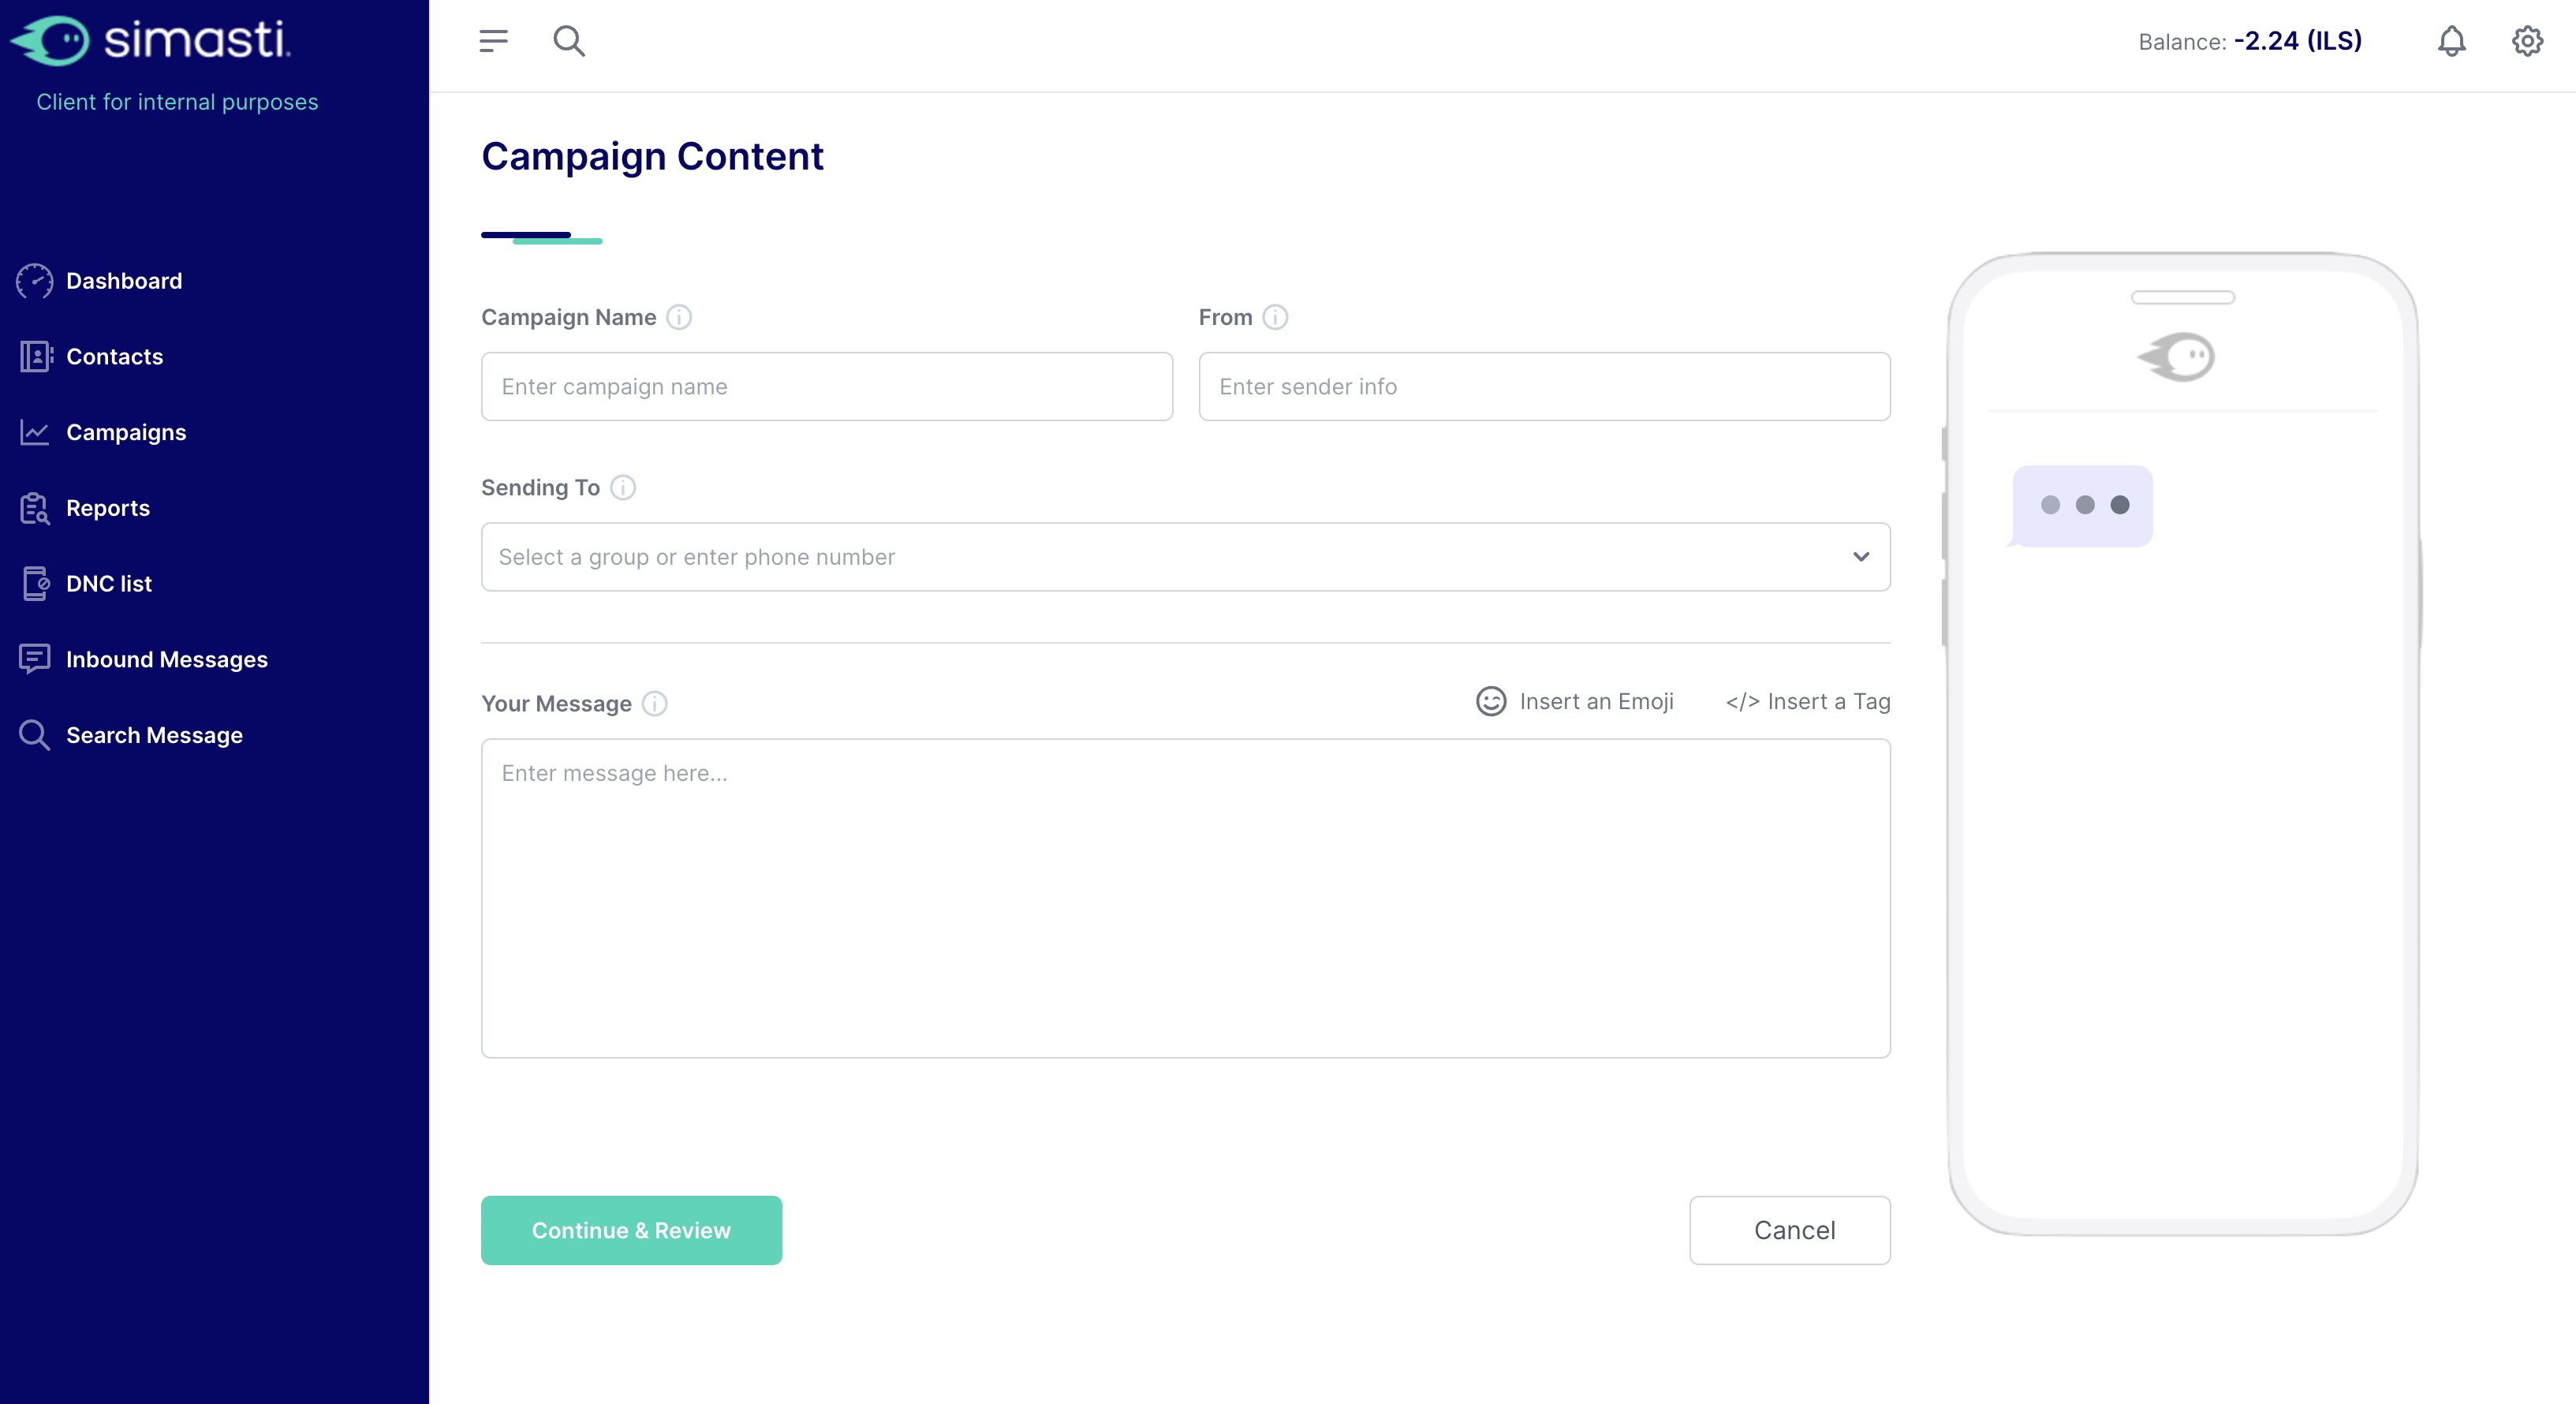 simasti.
Client for internal purposes
Balance: -2.24 (ILS)
Dashboard
Contacts
Campaigns
Reports
DNC list
Inbound Messages
Search Message
Campaign Content
Campaign Name
From
Enter campaign name
Enter sender info
Sending To
Select a group or enter phone number
Your Message
Insert an Emoji
</> Insert a Tag
Enter message here...
Continue & Review
Cancel